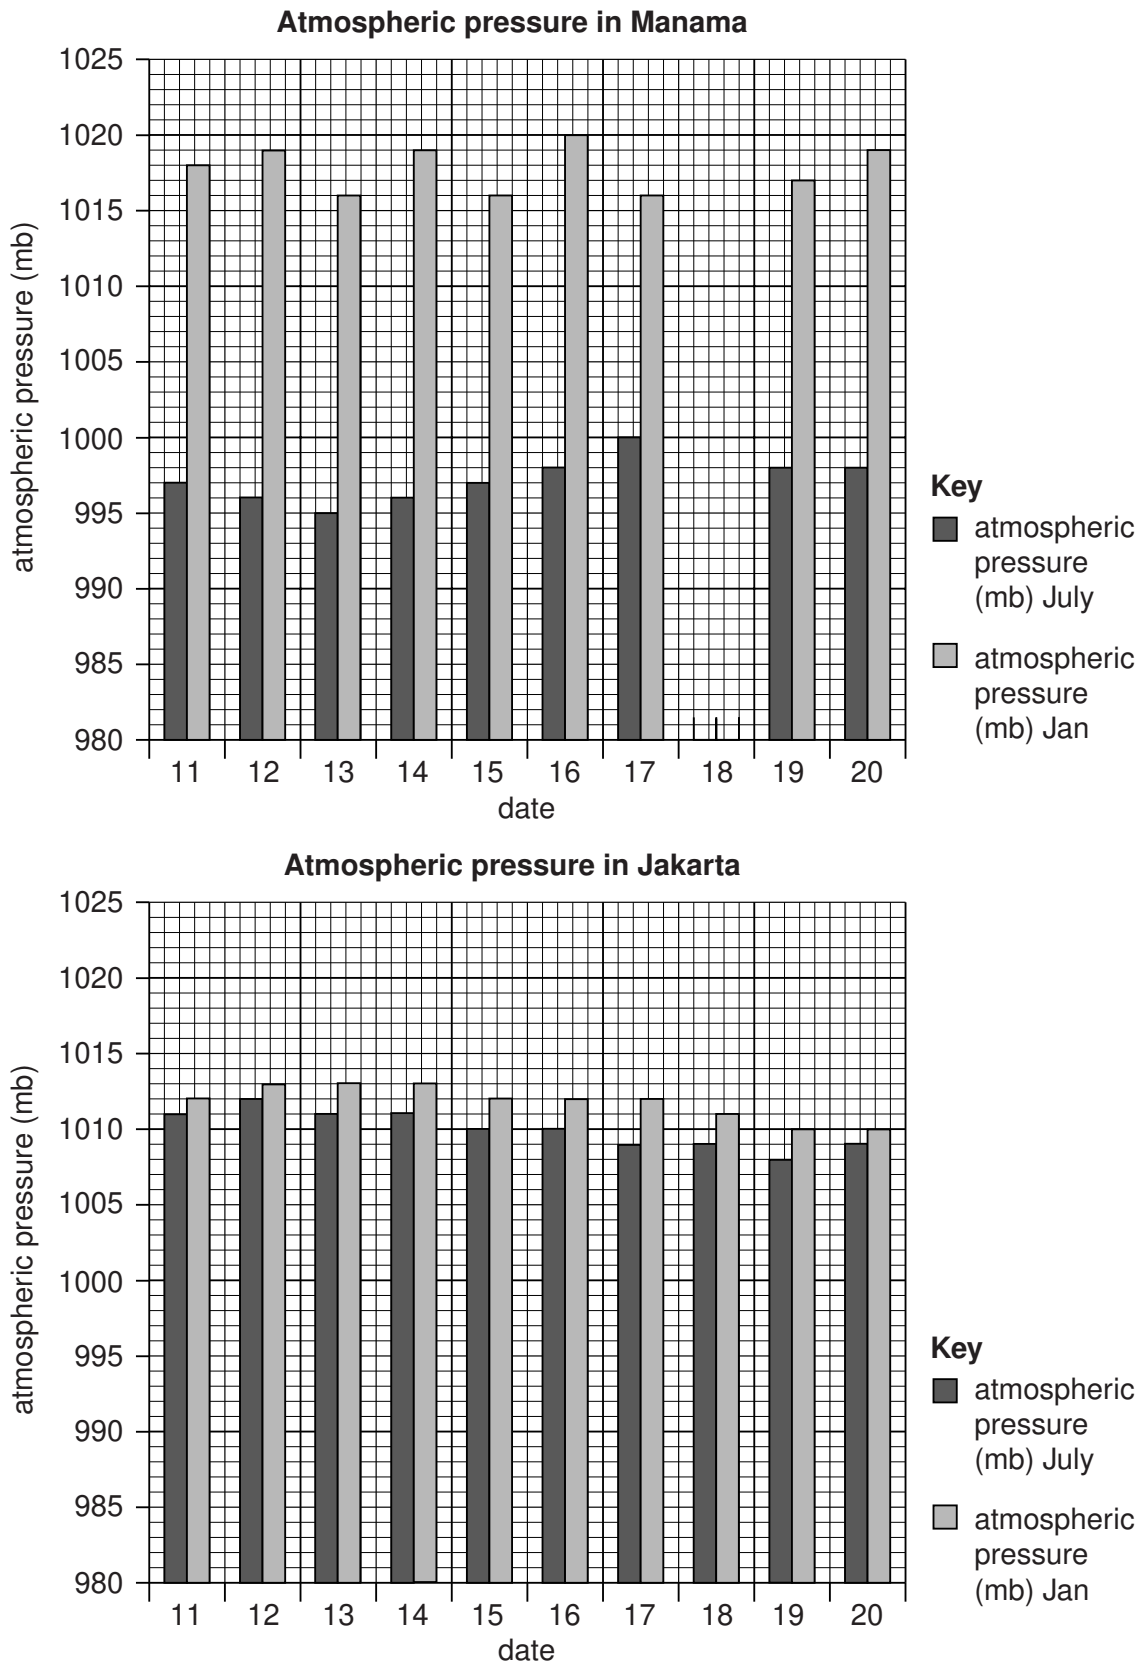 Atmospheric pressure in Manama
1025
1020
1015
1010
1005
1000
995
990
985
980
atmospheric pressure (mb)
11 12 13 14 15 16 17 18 19 20
date
Key
atmospheric
pressure
(mb) July
atmospheric
pressure
(mb) Jan
Atmospheric pressure in Jakarta
1025
1020
1015
1010
1005
1000
995
990
985
980
atmospheric pressure (mb)
11 12 13 14 15 16 17 18 19 20
date
Key
atmospheric
pressure
(mb) July
atmospheric
pressure
(mb) Jan